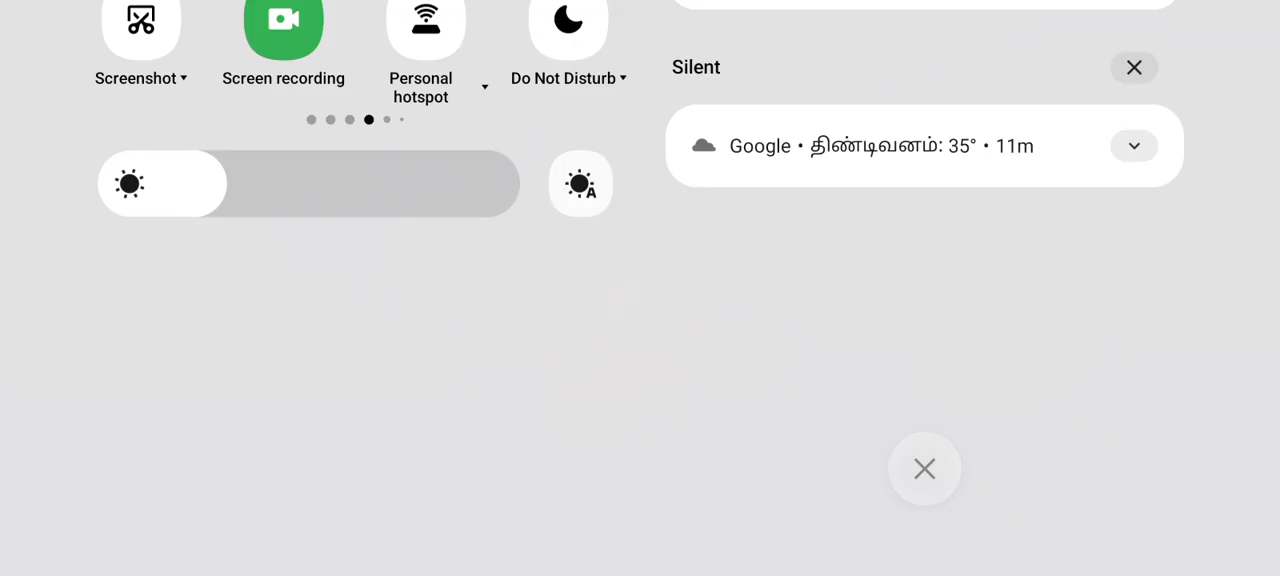 Screenshot
Screen recording
Personal
hotspot
Do Not Disturb
Silent
Google • திண்டிவனம்: 35° • 11m
A